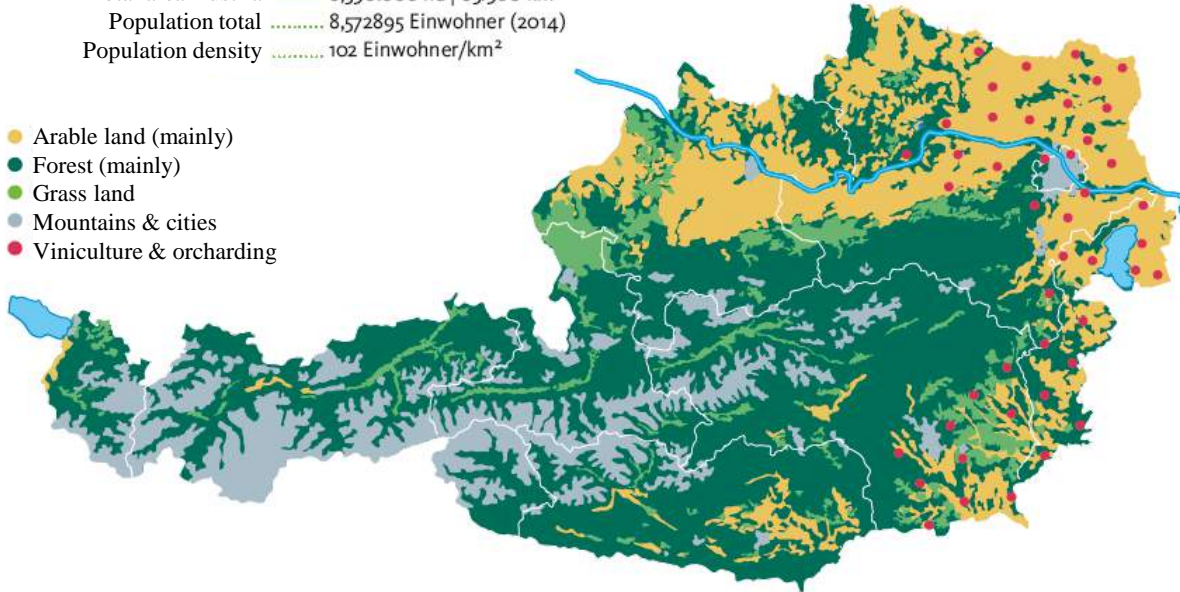 Population total ........ 8,572895 Einwohner (2014)
Population density ........ 102 Einwohner/km²
Arable land (mainly)
Forest (mainly)
Grass land
Mountains & cities
Viniculture & orcharding